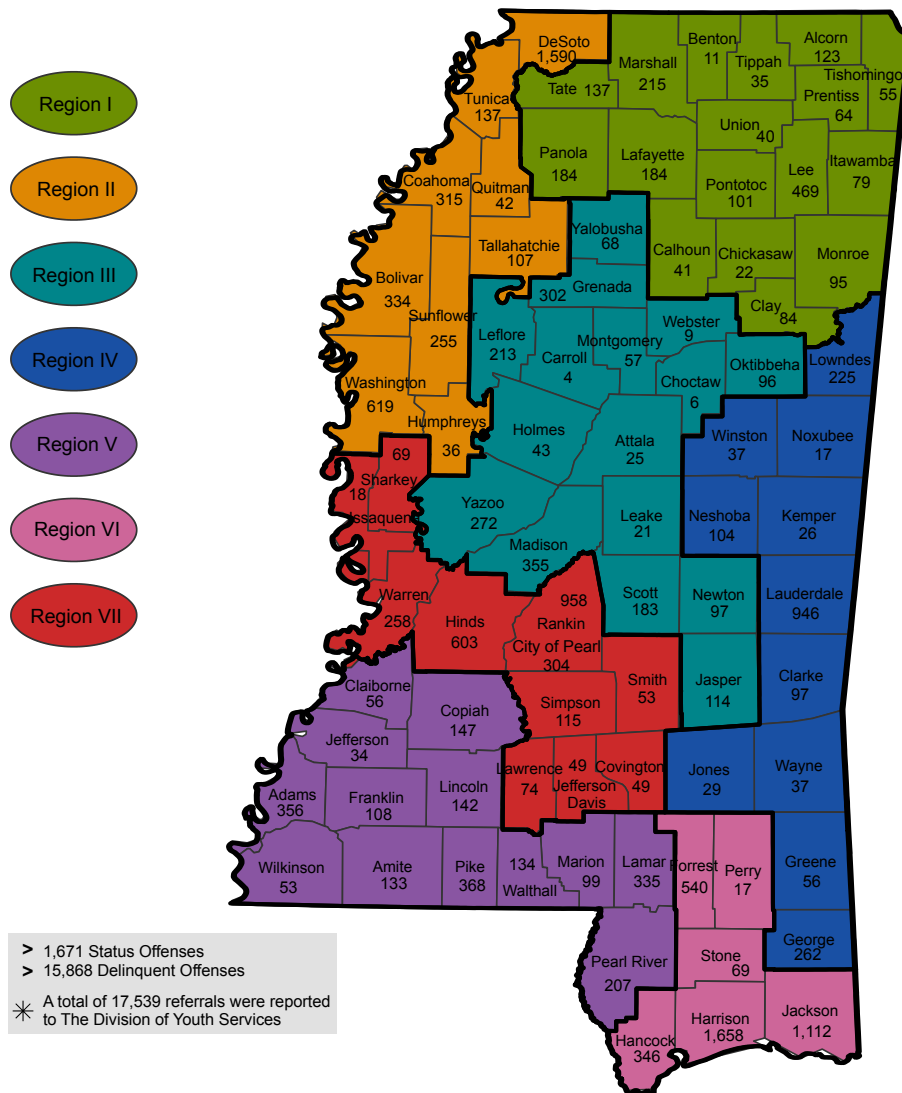 Region I
Region II
Region III
Region IV
Region V
Region VI
Region VII
DeSoto
1,590
Tunica
137
Coahoma
315
Quitman
42
Tallahatchie
107
Bolivar
334
Sunflower
255
Washington
619
Humphreys
36
Tate 137
Marshall
215
Benton
11
Tippah
35
Alcorn
123
Tishomingo
55
Prentiss
64
Union
40
Panola
184
Lafayette
184
Pontotoc
101
Lee
469
Itawamba
79
Calhoun
41
Chickasaw
22
Monroe
95
Clay
84
Yalobusha
68
302
Grenada
Leflore
213
Carroll
4
Montgomery
57
Webster
9
Choctaw
6
Oktibbeha
96
Holmes
43
Attala
25
Yazoo
272
Madison
355
Leake
21
Scott
183
Newton
97
Jasper
114
Lowndes
225
Winston
37
Noxubee
17
Neshoba
104
Kemper
26
Lauderdale
946
Clarke
97
Jones
29
Wayne
37
Greene
56
George
262
69
Sharkey
18
Issaquena
Warren
258
Hinds
603
958
Rankin
City of Pearl
304
Smith
53
Simpson
115
Lawrence
74
49
Jefferson
Davis
Covington
49
Claiborne
56
Copiah
147
Jefferson
34
Adams
356
Franklin
108
Lincoln
142
Wilkinson
53
Amite
133
Pike
368
134
Walthall
Marion
99
Lamar
335
Pearl River
207
Forrest
540
Perry
17
Stone
69
Hancock
346
Harrison
1,658
Jackson
1,112
> 1,671 Status Offenses
> 15,868 Delinquent Offenses
✳ A total of 17,539 referrals were reported
to The Division of Youth Services